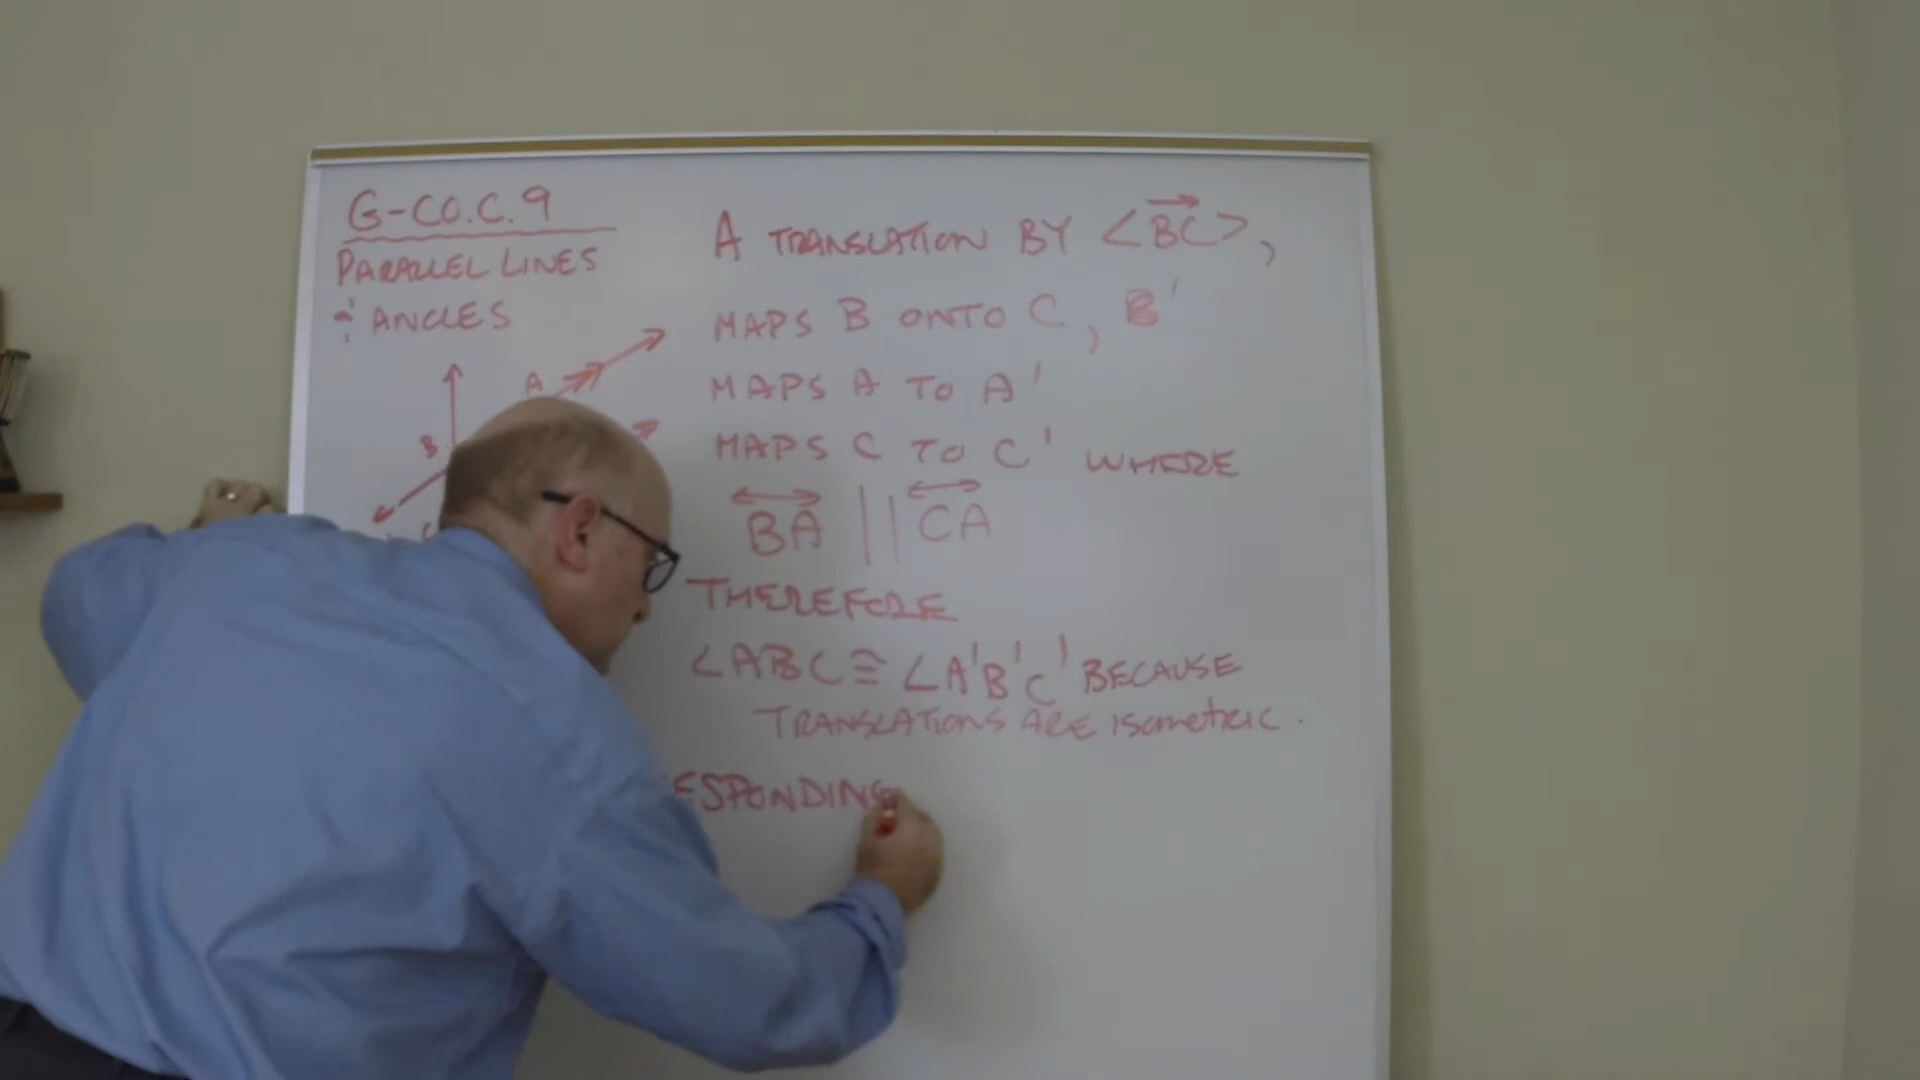 G-CO.C.9
PARALLEL LINES
& ANGLES
A
B
C
A TRANSLATION BY <BC>,
MAPS B ONTO C, B'
MAPS A TO A'
MAPS C TO C' WHERE
BA || CA
THEREFORE
∠ABC ≅ ∠A'B'C' BECAUSE
TRANSLATIONS ARE ISOMETRIC.
ESPONDING